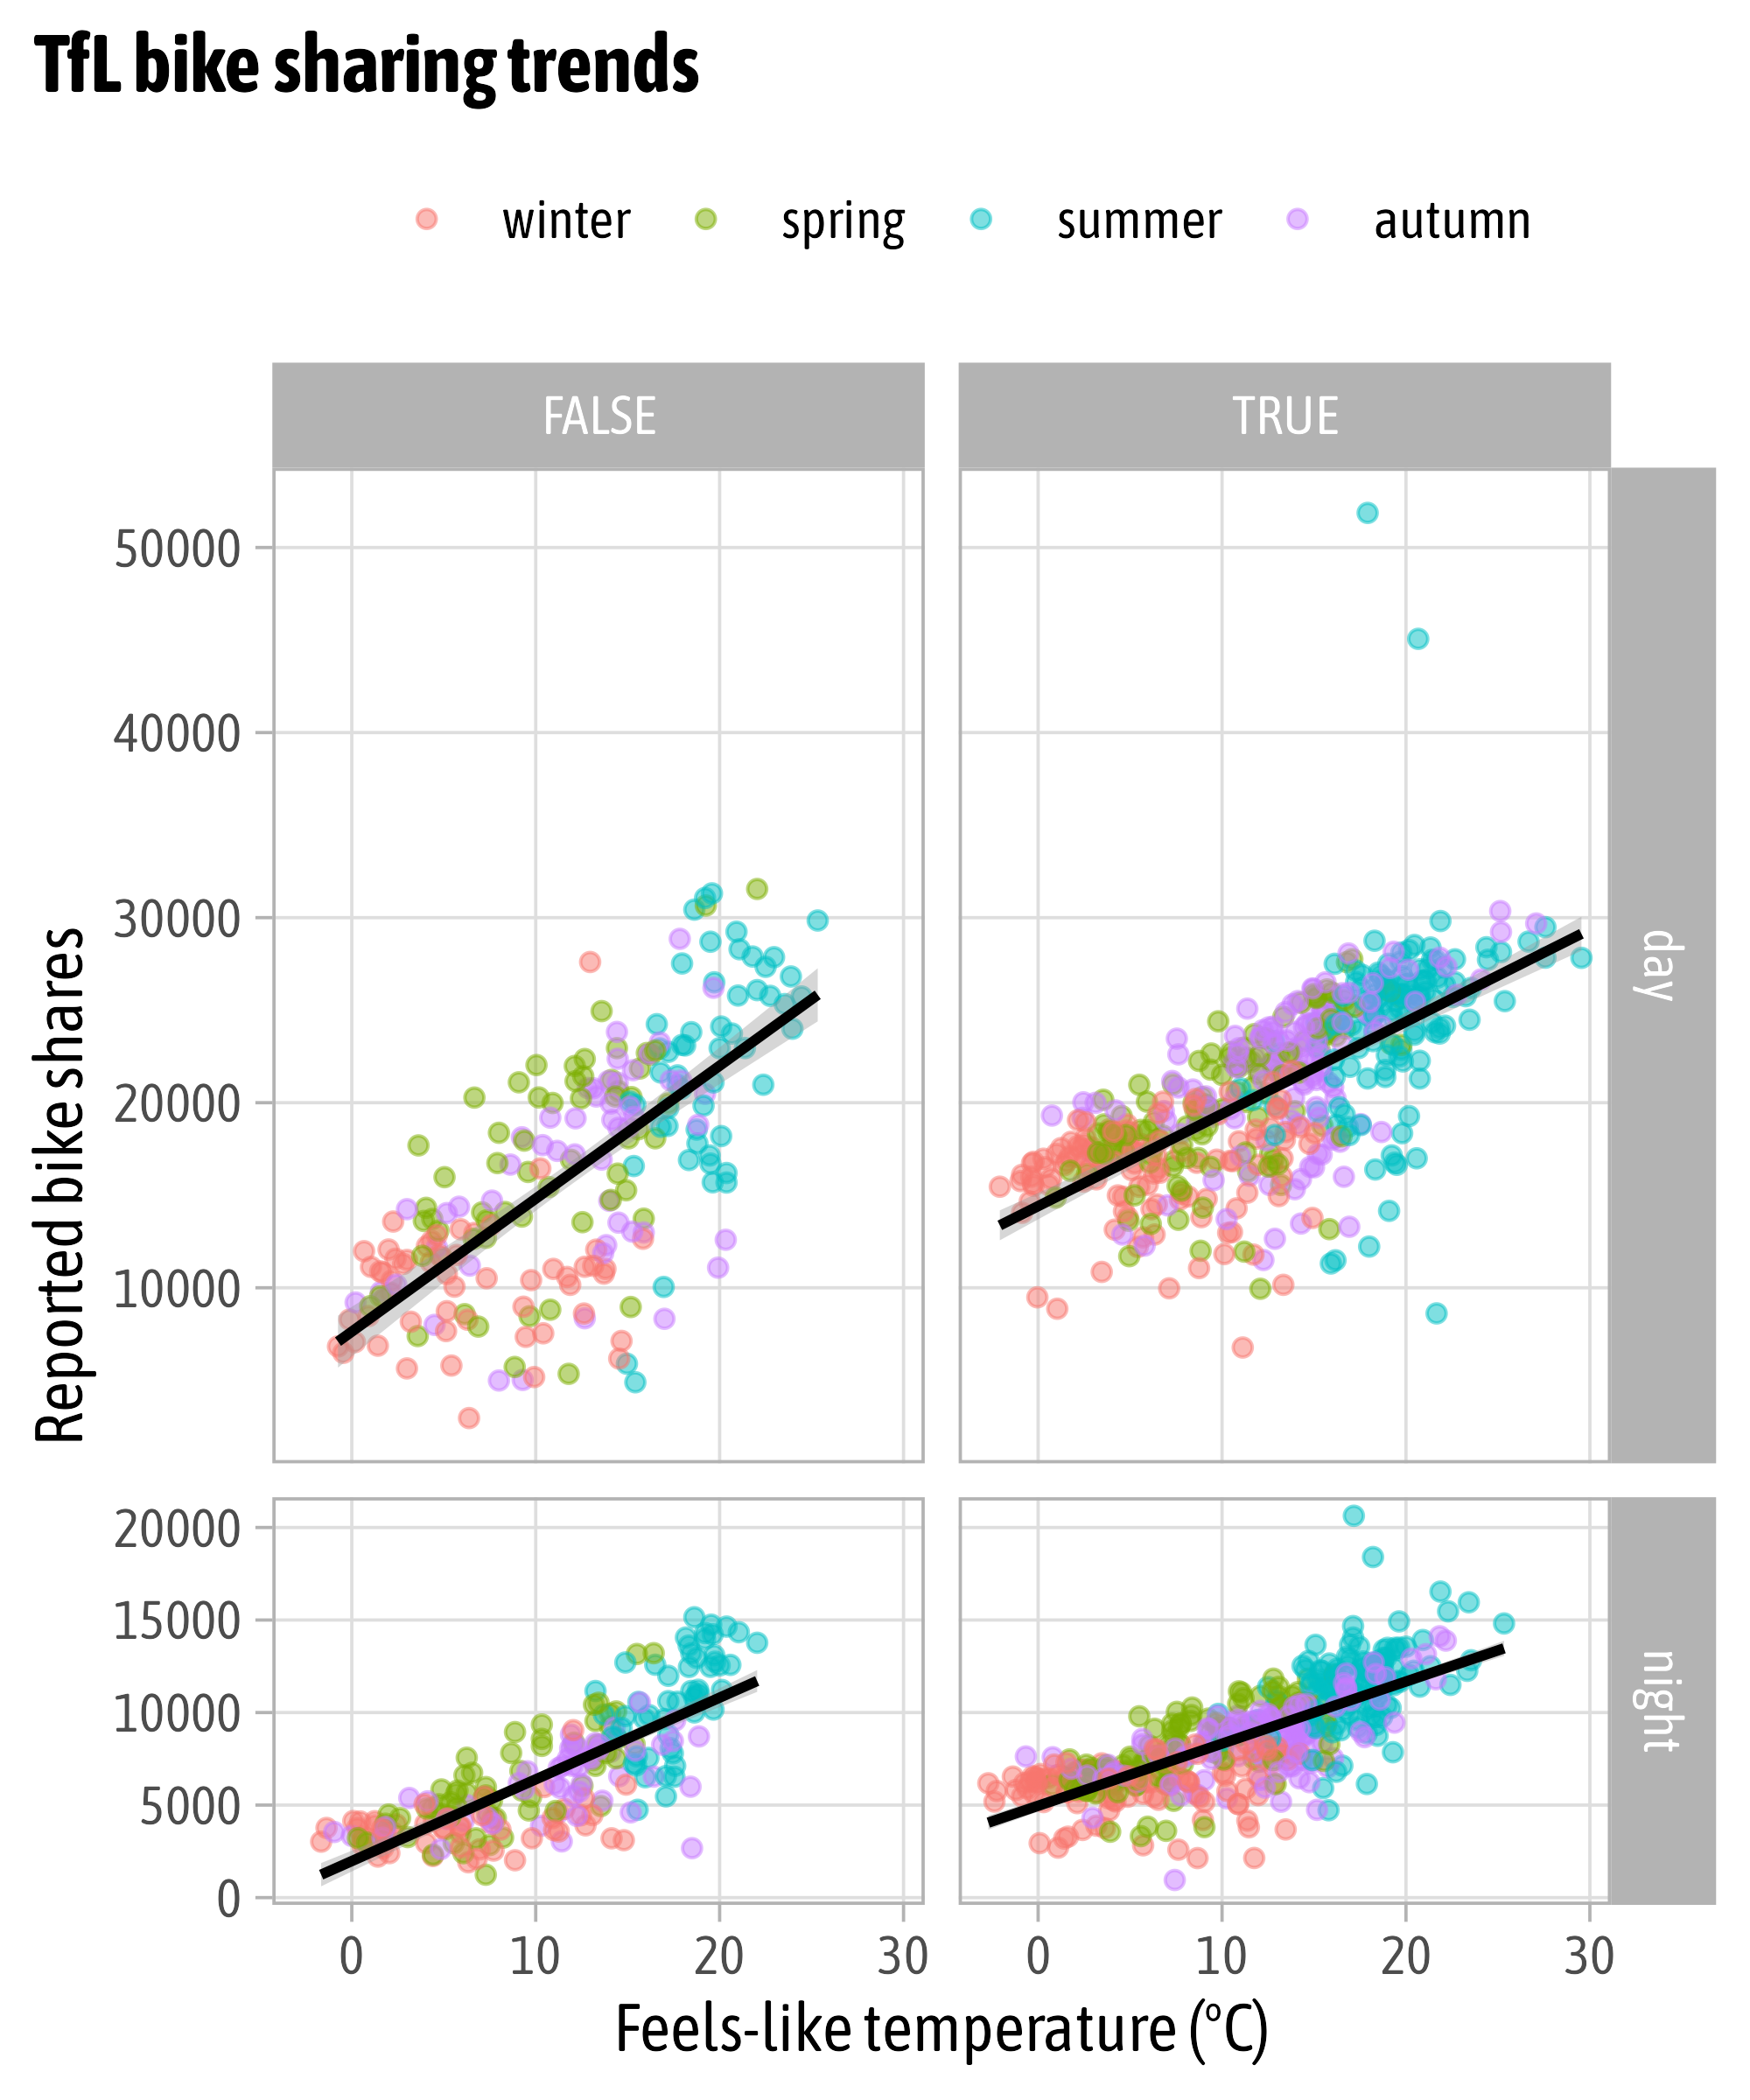 TfL bike sharing trends
winter spring summer autumn
FALSE TRUE
50000
40000
30000
20000
10000
day
Reported bike shares
20000
15000
10000
5000
0
night
0 10 20 30 0 10 20 30
Feels-like temperature (°C)